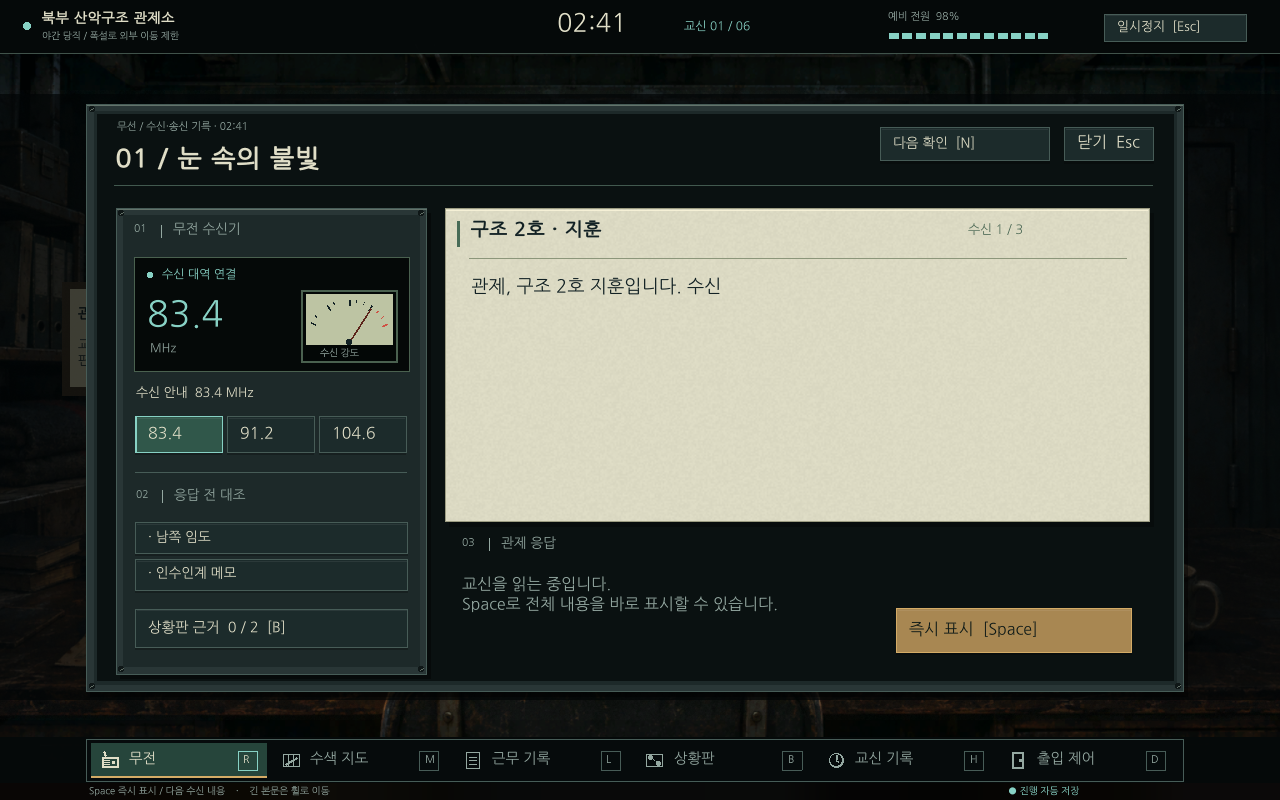 북부 산악구조 관제소
야간 당직 / 폭설로 외부 이동 제한
02:41
교신 01 / 06
예비 전원 98%
일시정지 [Esc]
무선 / 수신·송신 기록 · 02:41
01 / 눈 속의 불빛
다음 확인 [N]
닫기 Esc
01 | 무전 수신기
수신 대역 연결
83.4
MHz
수신 강도
수신 안내 83.4 MHz
83.4
91.2
104.6
02 | 응답 전 대조
· 남쪽 임도
· 인수인계 메모
상황판 근거 0 / 2 [B]
구조 2호 · 지훈
수신 1 / 3
관제, 구조 2호 지훈입니다. 수신
03 | 관제 응답
교신을 읽는 중입니다.
Space로 전체 내용을 바로 표시할 수 있습니다.
즉시 표시 [Space]
무전 R
수색 지도 M
근무 기록 L
상황판 B
교신 기록 H
출입 제어 D
Space 즉시 표시 / 다음 수신 내용 · 긴 본문은 휠로 이동
진행 자동 저장